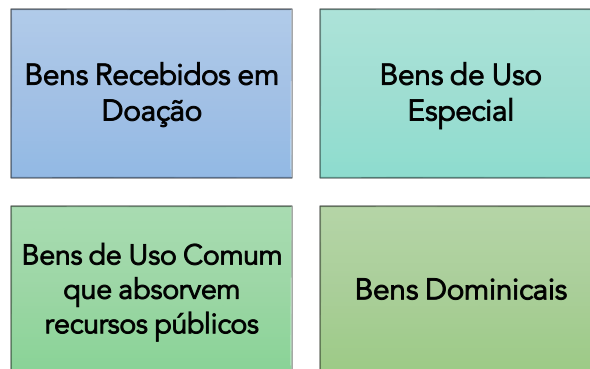 Bens Recebidos em
Doação
Bens de Uso
Especial
Bens de Uso Comum
que absorvem
recursos públicos
Bens Dominicais